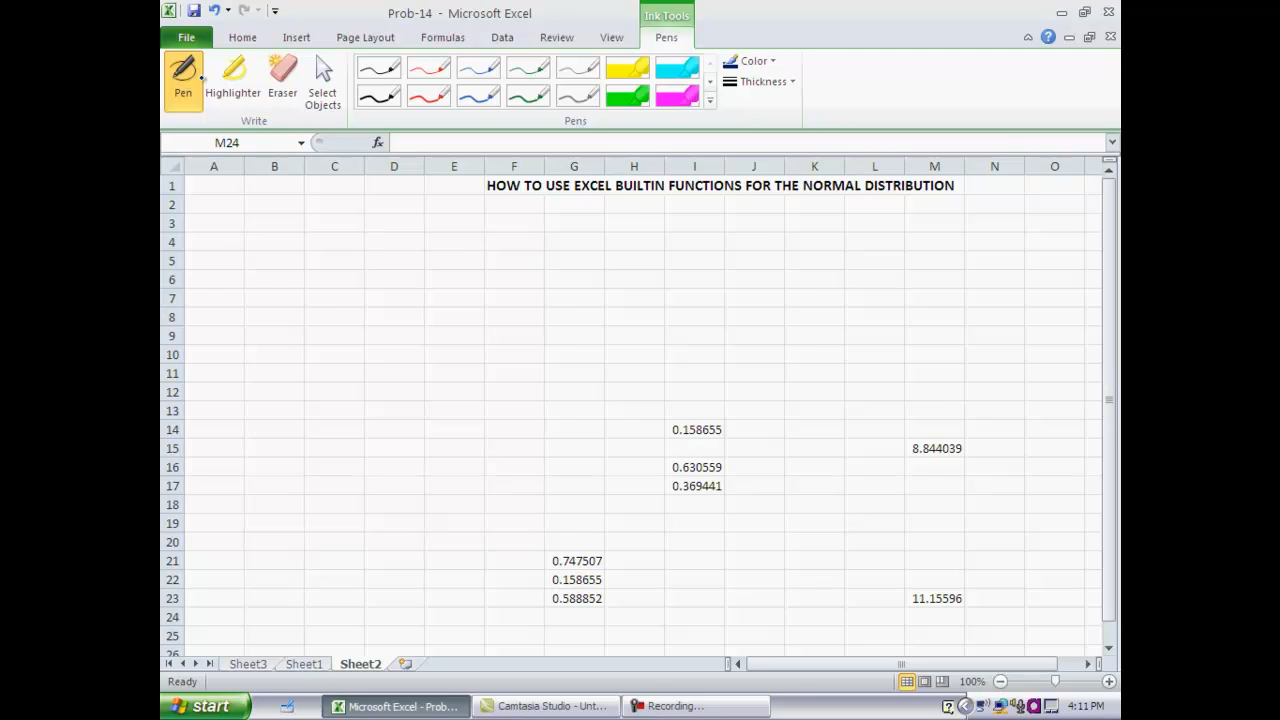 Prob-14 - Microsoft Excel
Ink Tools
File Home Insert Page Layout Formulas Data Review View Pens
Pen Highlighter Eraser Select Objects
Color
Thickness
Write Pens
M24 fx
A B C D E F G H I J K L M N O
1 HOW TO USE EXCEL BUILTIN FUNCTIONS FOR THE NORMAL DISTRIBUTION
2
3
4
5
6
7
8
9
10
11
12
13
14 0.158655
15 8.844039
16 0.630559
17 0.369441
18
19
20
21 0.747507
22 0.158655
23 0.588852 11.15596
24
25
26
Sheet3 Sheet1 Sheet2
Ready 100%
start Microsoft Excel - Prob... Camtasia Studio - Unt... Recording... 4:11 PM